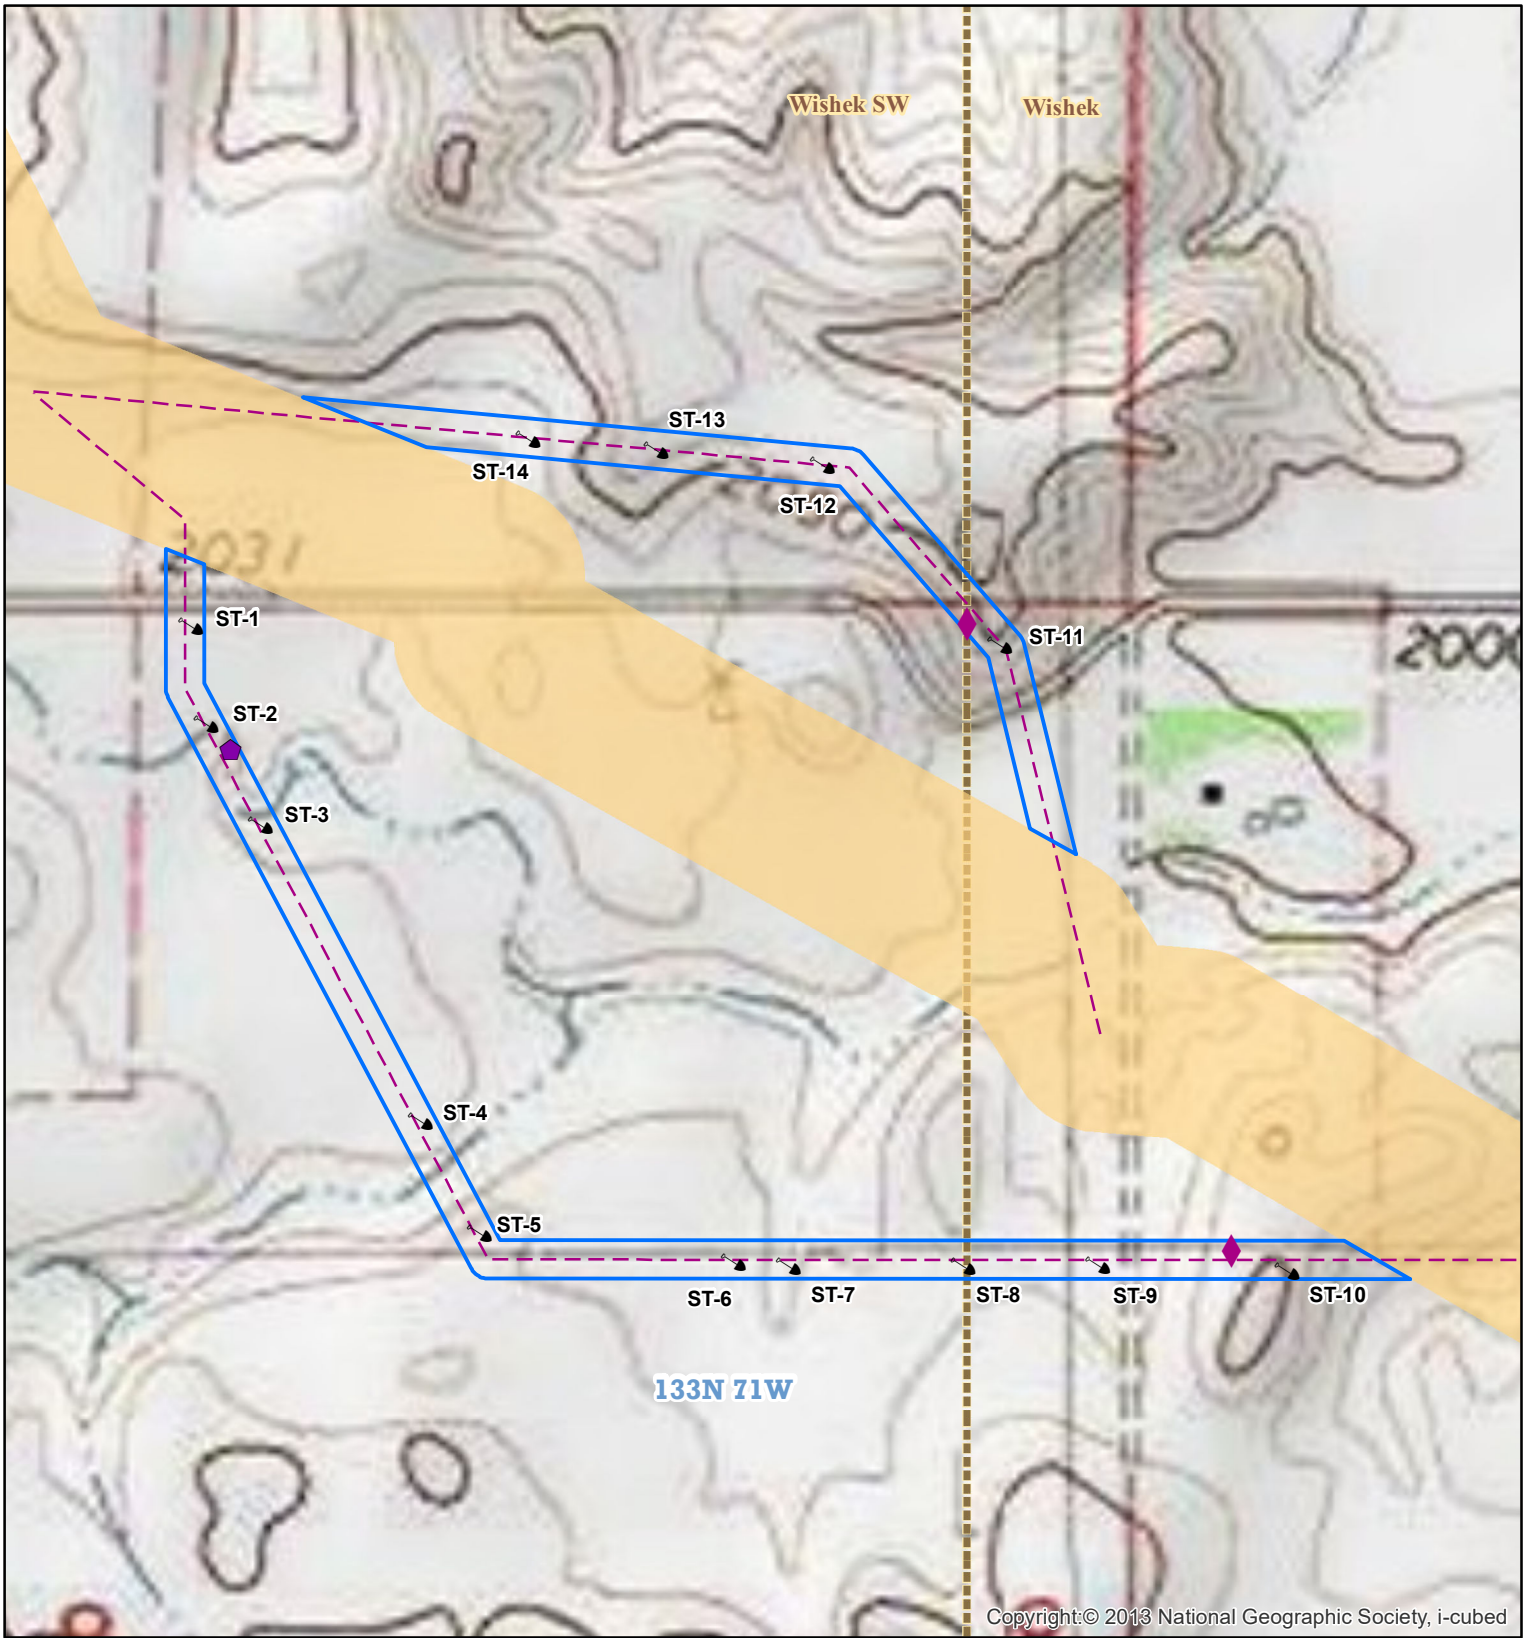 Wishek SW
Wishek
ST-13
ST-14
ST-12
2031
ST-1
ST-11
2000
ST-2
ST-3
ST-4
ST-5
ST-6
ST-7
ST-8
ST-9
ST-10
133N 71W
Copyright:© 2013 National Geographic Society, i-cubed